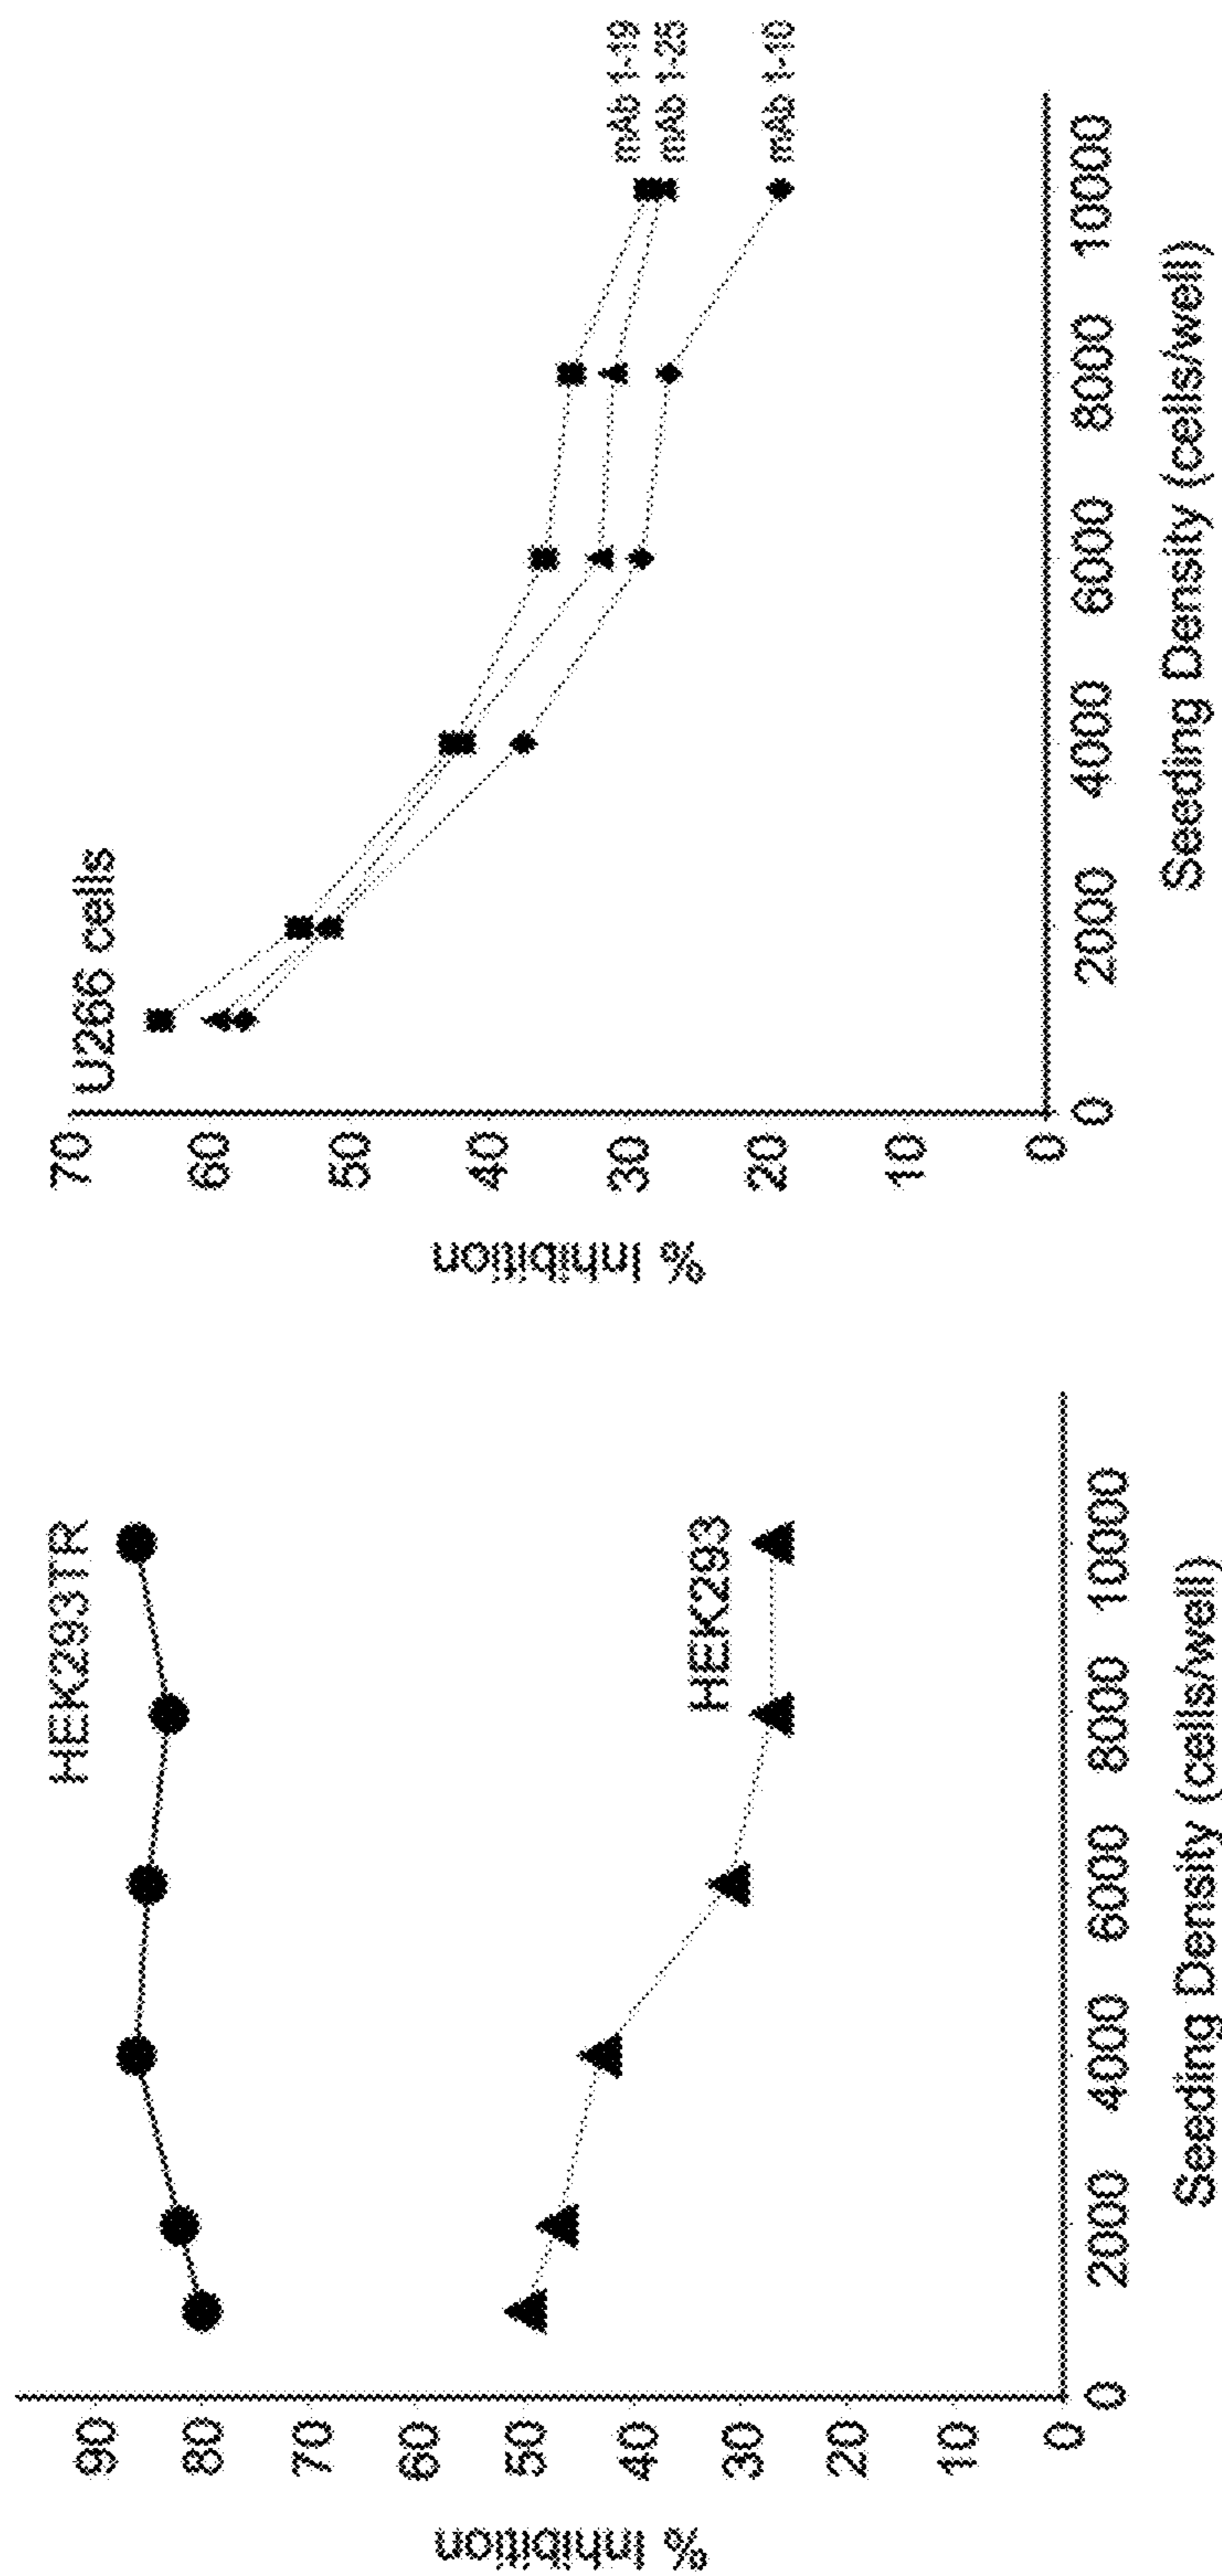 HEK293TR
HEK293
% Inhibition
90
80
70
60
50
40
30
20
10
0
0 2000 4000 6000 8000 10000
Seeding Density (cells/well)
U266 cells
mAb 1-19
mAb 1-25
mAb 1-10
% Inhibition
70
60
50
40
30
20
10
0
0 2000 4000 6000 8000 10000
Seeding Density (cells/well)